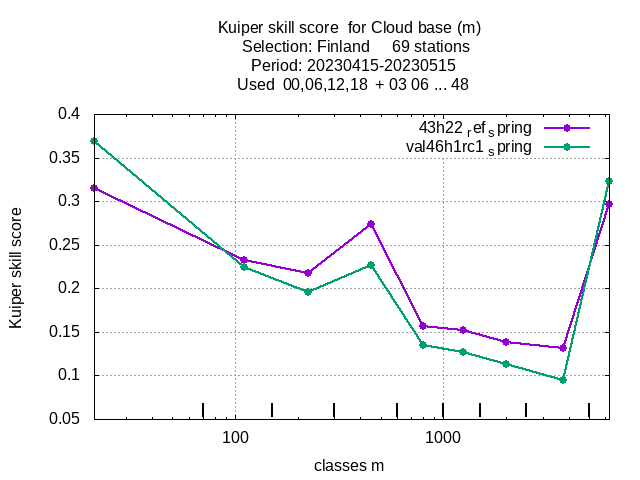 Kuiper skill score  for Cloud base (m)
Selection: Finland     69 stations
Period: 20230415-20230515
Used  00,06,12,18  + 03 06 ... 48
0.4
0.35
0.3
0.25
0.2
0.15
0.1
0.05
Kuiper skill score
43h22 refspring
val46h1rc1 spring
100
1000
classes m